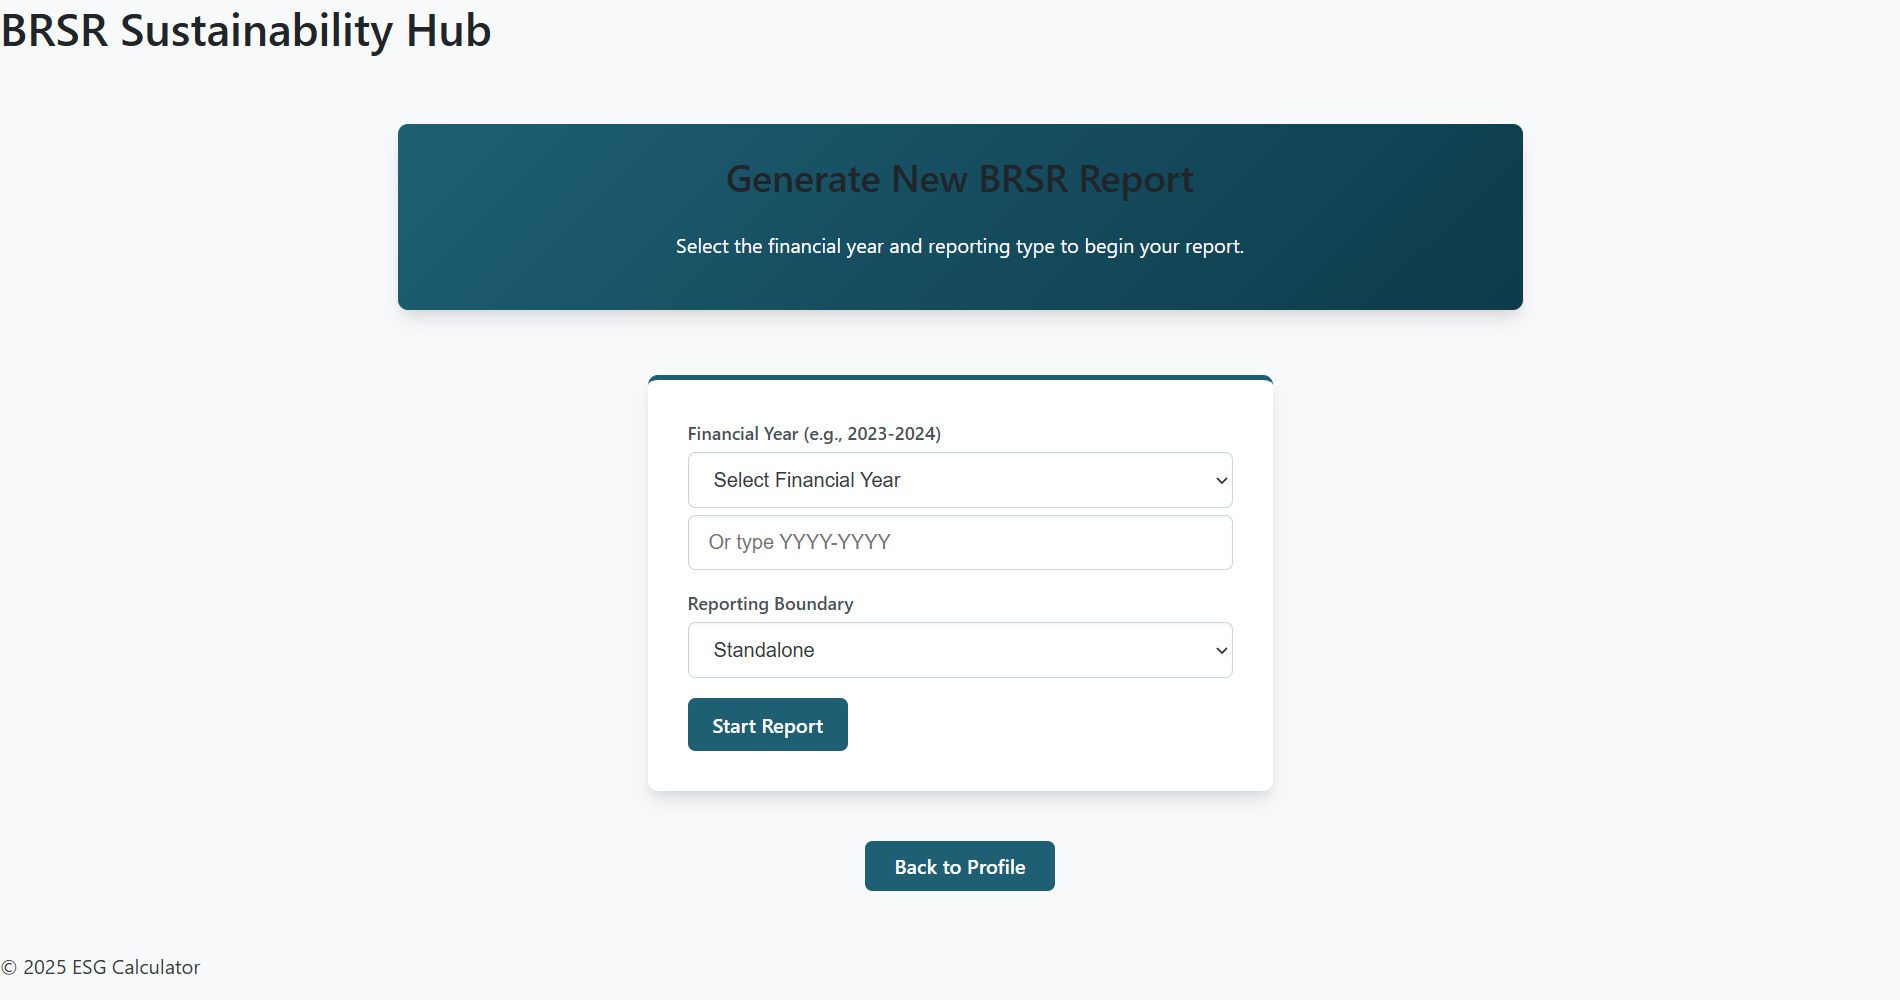 BRSR Sustainability Hub
Generate New BRSR Report
Select the financial year and reporting type to begin your report.
Financial Year (e.g., 2023-2024)
Select Financial Year
Or type YYYY-YYYY
Reporting Boundary
Standalone
Start Report
Back to Profile
© 2025 ESG Calculator